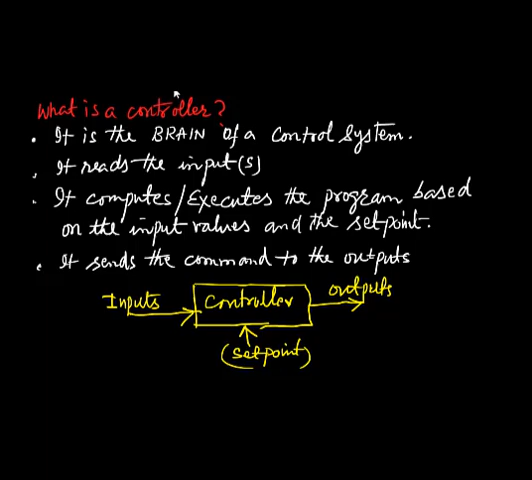 What is a controller?
. It is the BRAIN of a Control System.
. It reads the input(s)
. It computes/Executes the program based
on the input values and the setpoint.
. It sends the command to the outputs
Inputs
Controller
outputs
(setpoint)